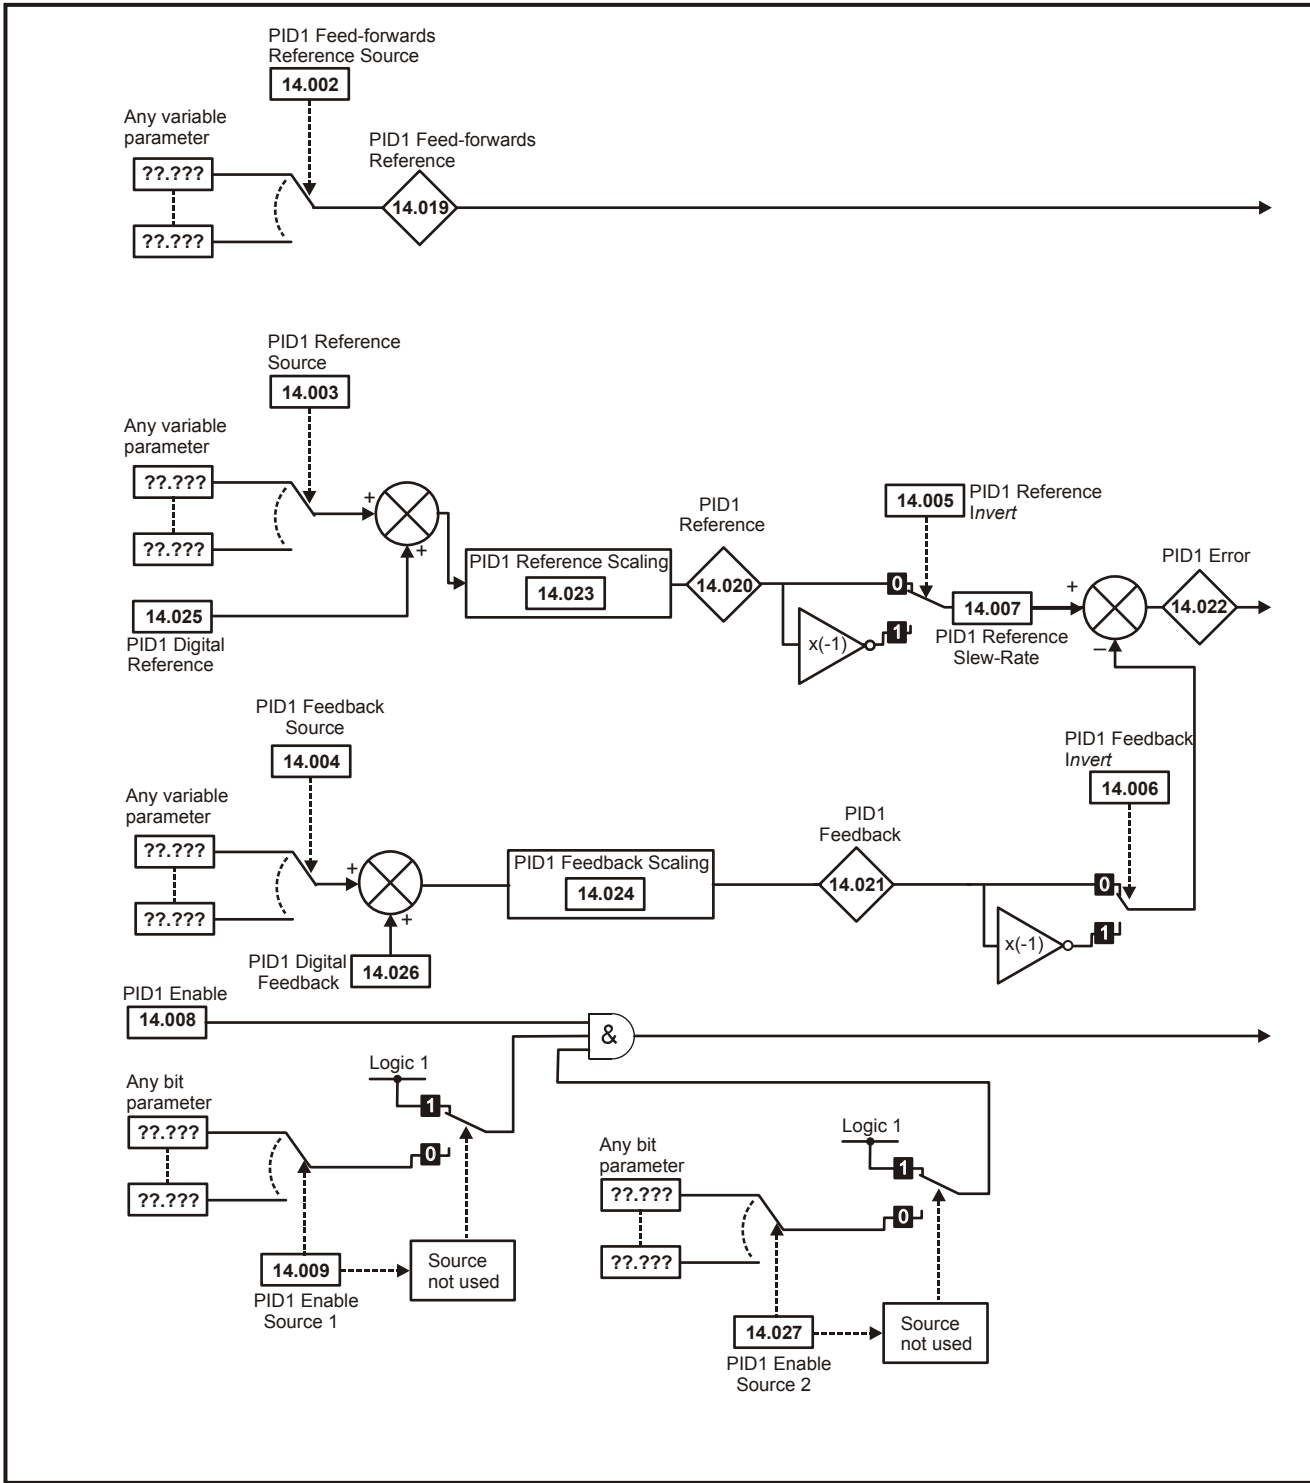 PID1 Feed-forwards
Reference Source
14.002
Any variable
parameter
??.???
??.???
PID1 Feed-forwards
Reference
14.019
PID1 Reference
Source
14.003
Any variable
parameter
??.???
??.???
+
+
14.025
PID1 Digital
Reference
PID1 Reference Scaling
14.023
PID1
Reference
14.020
14.005
PID1 Reference
Invert
0
1
x(-1)
14.007
PID1 Reference
Slew-Rate
+
–
PID1 Error
14.022
PID1 Feedback
Source
14.004
Any variable
parameter
??.???
??.???
+
+
PID1 Digital
Feedback
14.026
PID1 Feedback Scaling
14.024
PID1
Feedback
14.021
PID1 Feedback
Invert
14.006
0
1
x(-1)
PID1 Enable
14.008
&
Any bit
parameter
??.???
??.???
Logic 1
1
0
14.009
PID1 Enable
Source 1
Source
not used
Any bit
parameter
??.???
??.???
Logic 1
1
0
14.027
PID1 Enable
Source 2
Source
not used